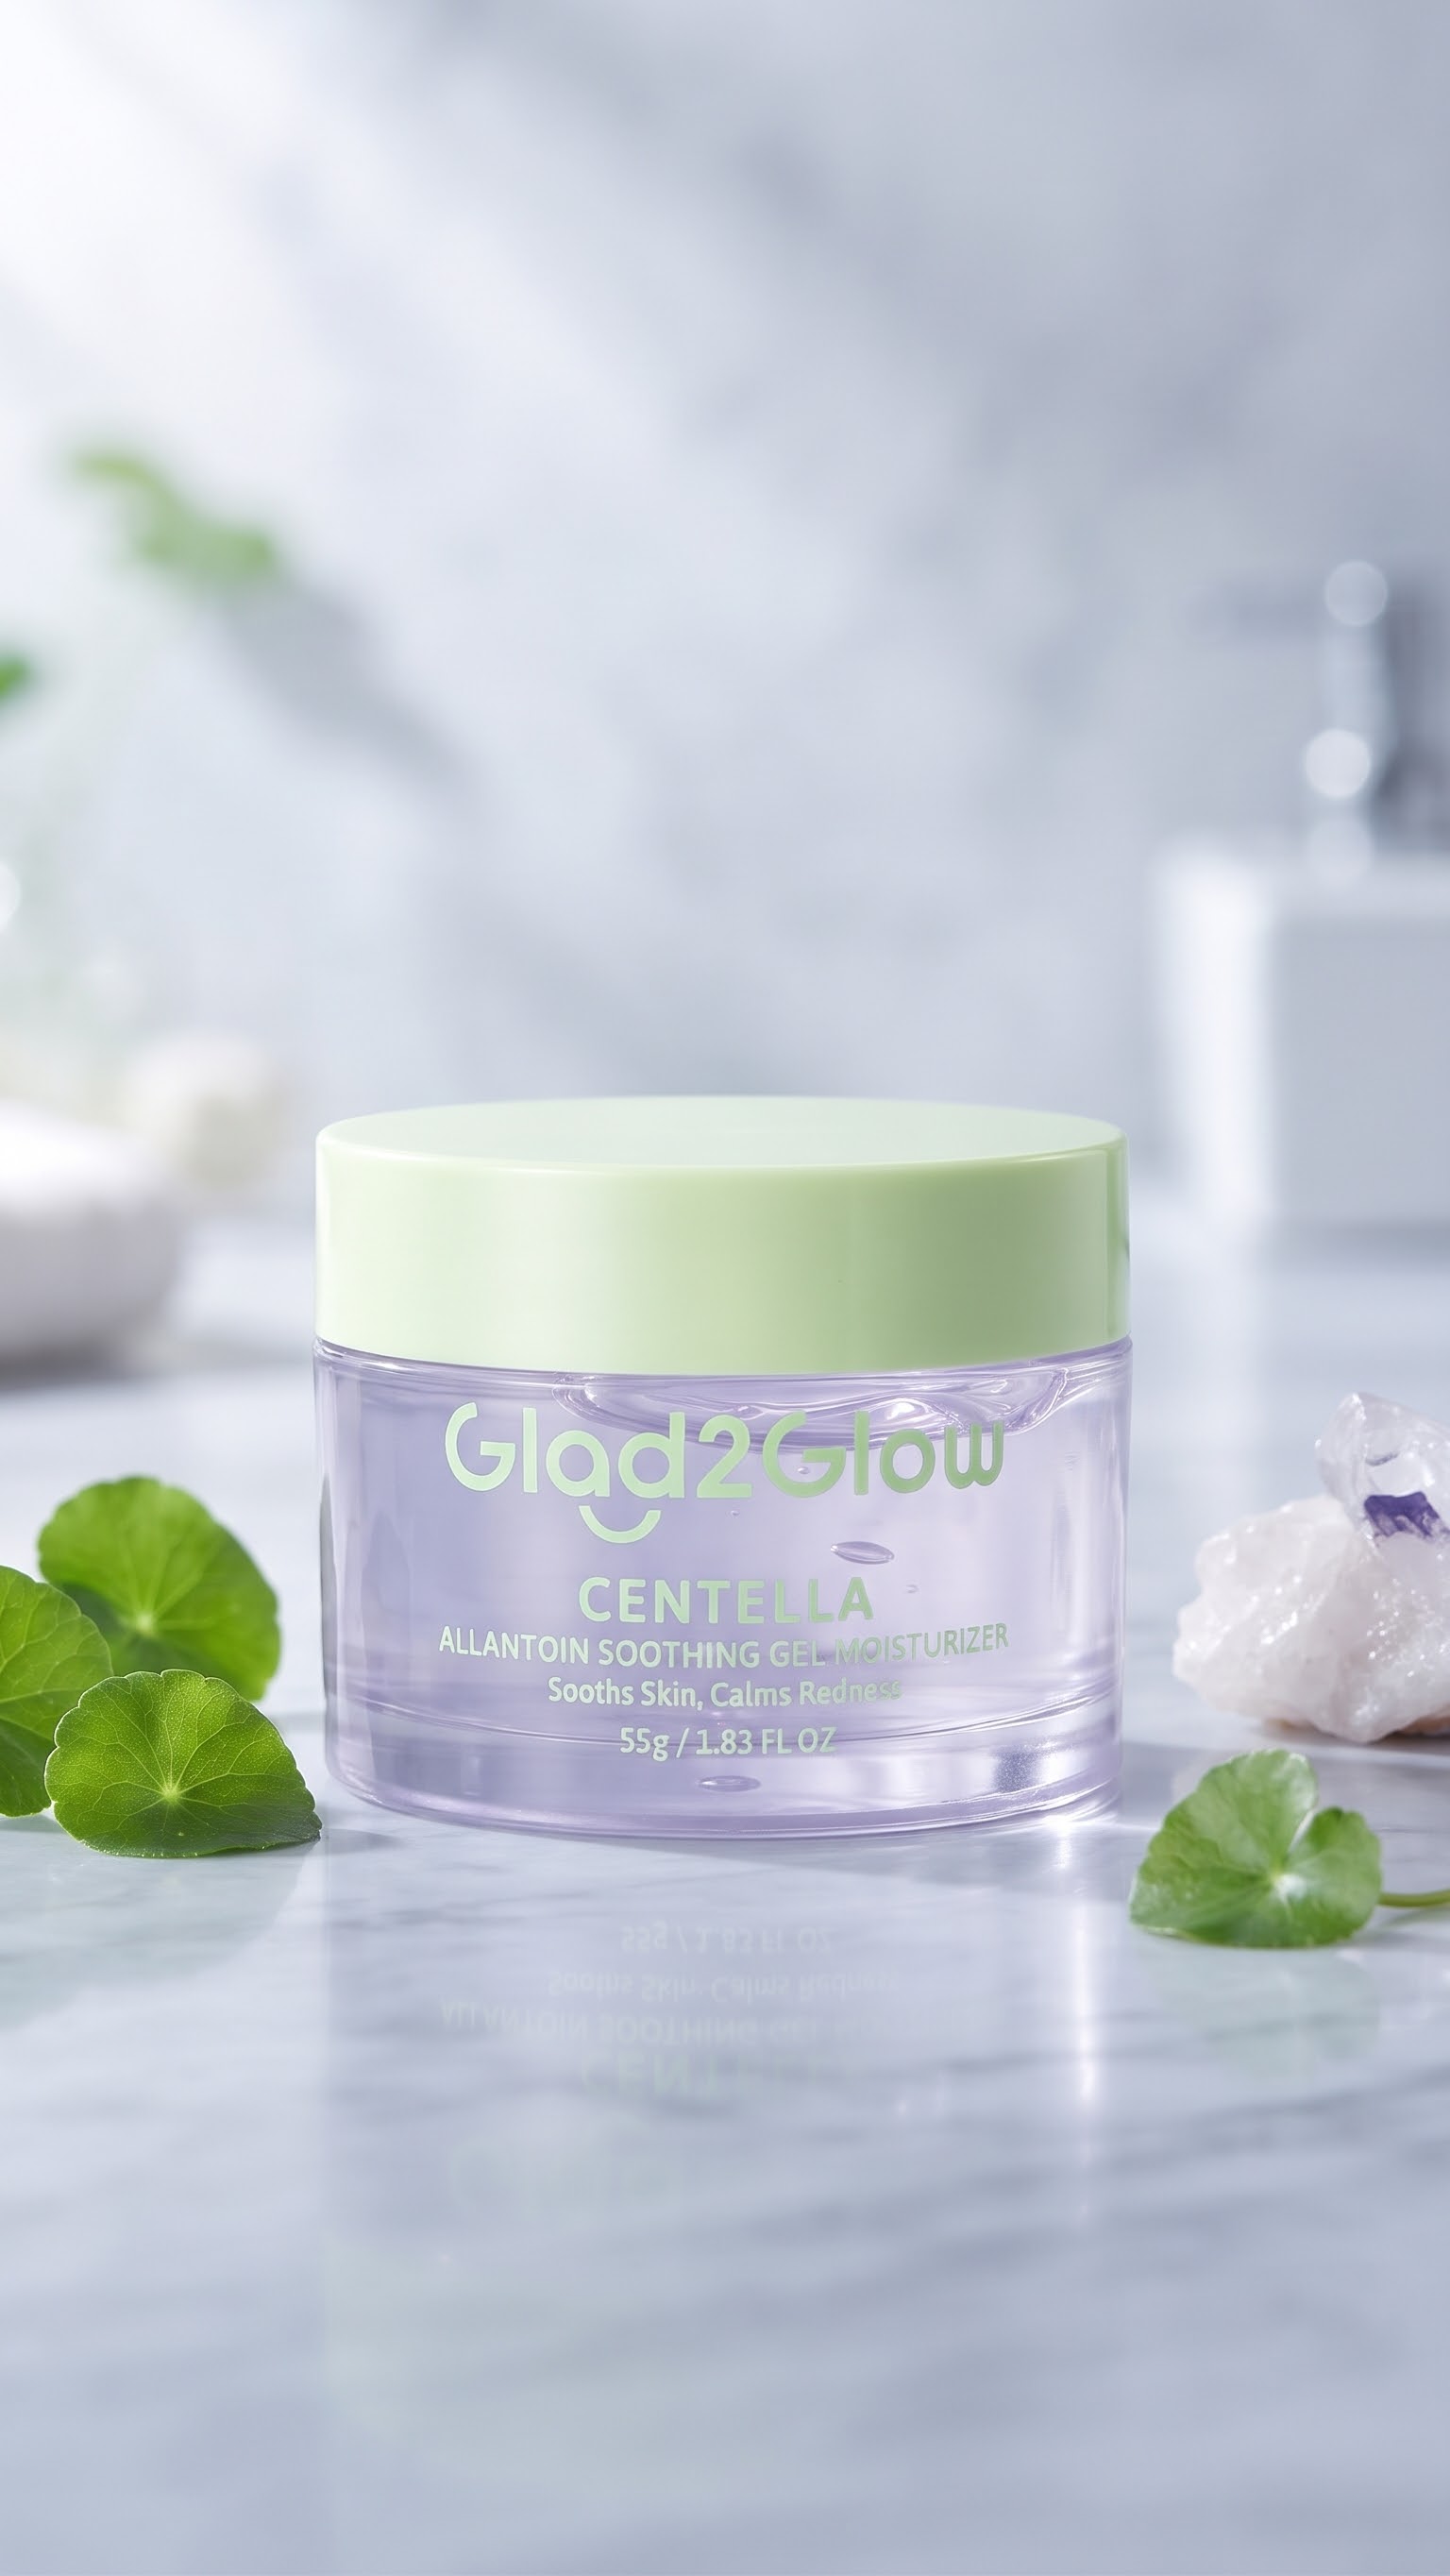 Glad2Glow
CENTELLA
ALLANTOIN SOOTHING GEL MOISTURIZER
Sooths Skin, Calms Redness
55g / 1.83 FL OZ